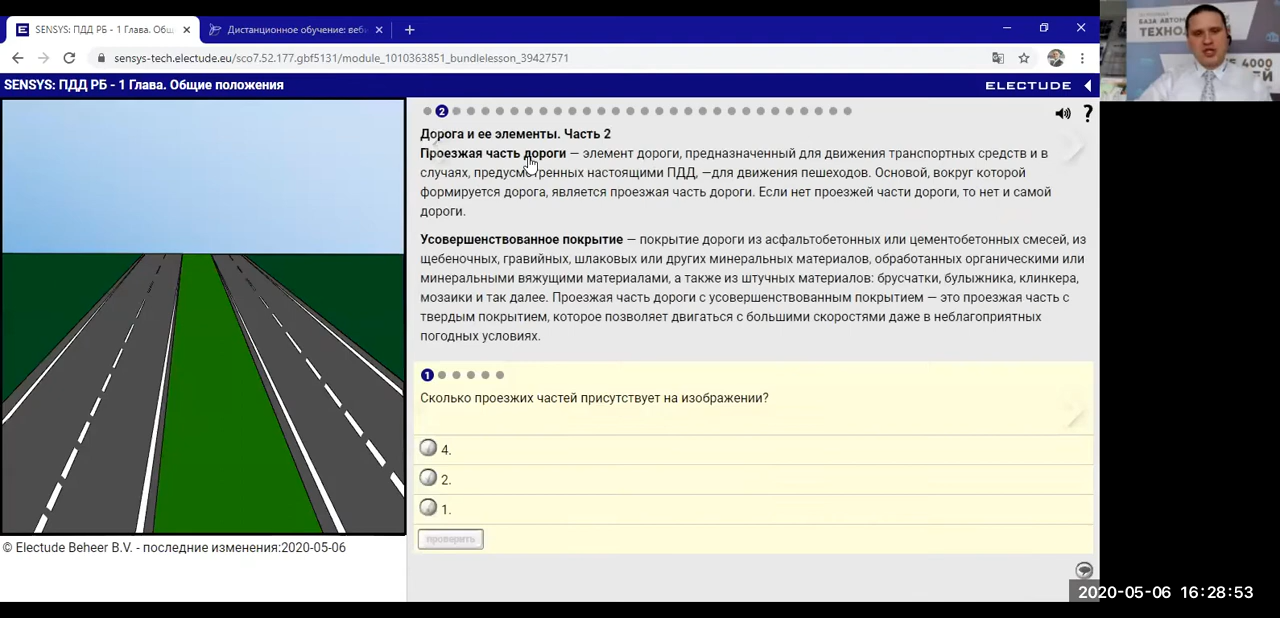 SENSYS: ПДД РБ - 1 Глава. Общ
Дистанционное обучение: веб
sensys-tech.electude.eu/sco7.52.177.gbf5131/module_1010363851_bundlelesson_39427571
SENSYS: ПДД РБ - 1 Глава. Общие положения
ELECTUDE
2
Дорога и ее элементы. Часть 2
Проезжая часть дороги — элемент дороги, предназначенный для движения транспортных средств и в
случаях, предусмотренных настоящими ПДД, —для движения пешеходов. Основой, вокруг которой
формируется дорога, является проезжая часть дороги. Если нет проезжей части дороги, то нет и самой
дороги.
Усовершенствованное покрытие — покрытие дороги из асфальтобетонных или цементобетонных смесей, из
щебеночных, гравийных, шлаковых или других минеральных материалов, обработанных органическими или
минеральными вяжущими материалами, а также из штучных материалов: брусчатки, булыжника, клинкера,
мозаики и так далее. Проезжая часть дороги с усовершенствованным покрытием — это проезжая часть с
твердым покрытием, которое позволяет двигаться с большими скоростями даже в неблагоприятных
погодных условиях.
1
Сколько проезжих частей присутствует на изображении?
4.
2.
1.
проверить
© Electude Beheer B.V. - последние изменения:2020-05-06
2020-05-06 16:28:53
БАЗА АВТОМ
ТЕХНО
4000